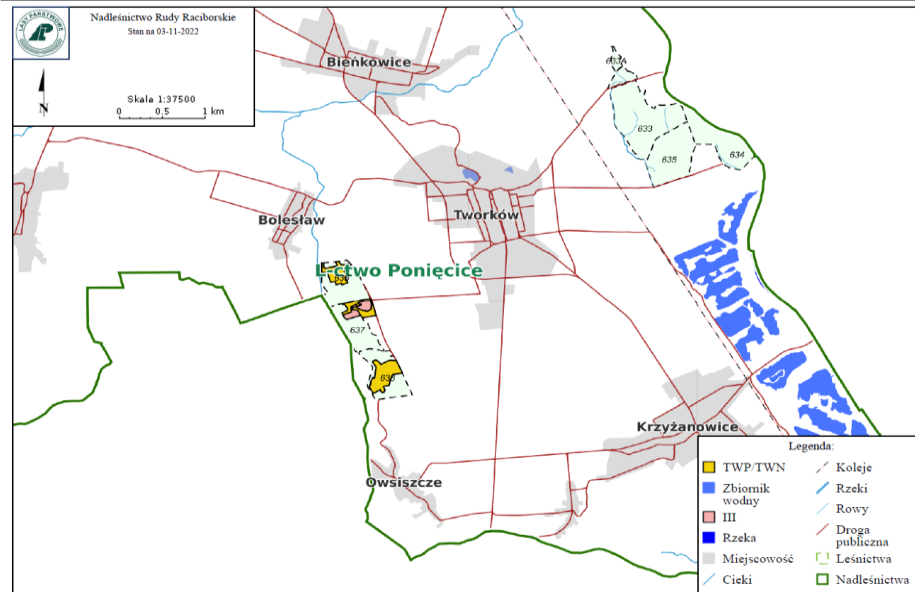 LASY PAŃSTWOWE
Nadleśnictwo Rudy Raciborskie
Stan na 03-11-2022
N
Skala 1:37500
0 0.5 1 km
Bieńkowice
633A
633
635
634
Tworków
Bolesław
L-ctwo Ponięcice
637
Krzyżanowice
Owsiszcze
Legenda:
TWP/TWN
Zbiornik
wodny
III
Rzeka
Miejscowość
Cieki
Koleje
Rzeki
Rowy
Droga
publiczna
Leśnictwa
Nadleśnictwa